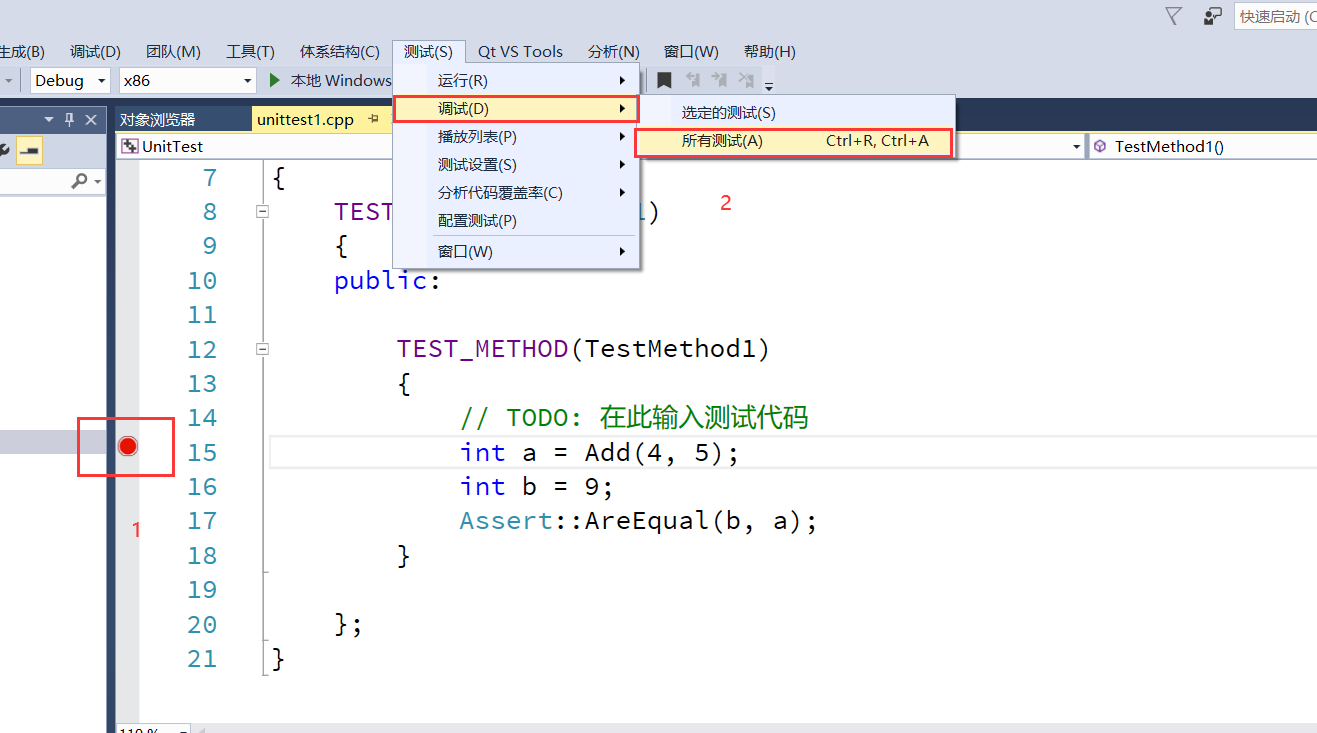 快速启动 (C
生成(B) 调试(D) 团队(M) 工具(T) 体系结构(C) 测试(S) Qt VS Tools 分析(N) 窗口(W) 帮助(H)
Debug x86 本地 Windows
运行(R)
调试(D)
播放列表(P)
测试设置(S)
分析代码覆盖率(C)
配置测试(P)
窗口(W)
选定的测试(S)
所有测试(A) Ctrl+R, Ctrl+A
对象浏览器 unittest1.cpp
UnitTest TestMethod1()
7 {
8 TEST 1) 2
9 {
10 public:
11
12 TEST_METHOD(TestMethod1)
13 {
14 // TODO: 在此输入测试代码
15 int a = Add(4, 5);
16 int b = 9;
1 17 Assert::AreEqual(b, a);
18 }
19
20 };
21 }
110 %